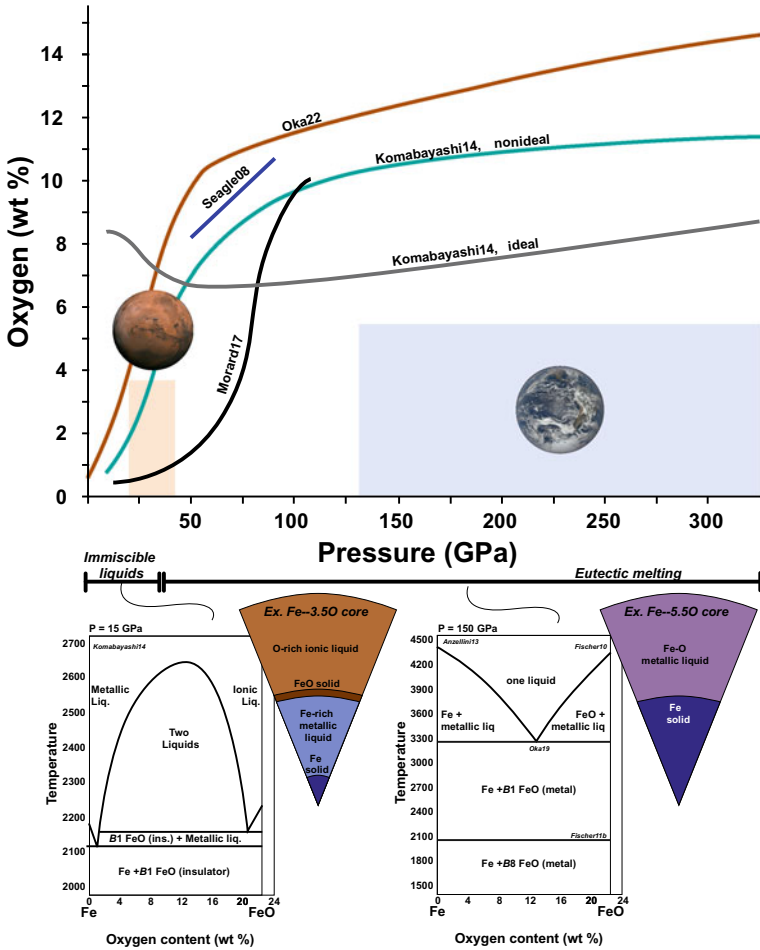 Oxygen (wt %)
14
12
10
8
6
4
2
0
Oka22
Seagle08
Komabayashi14, nonideal
Komabayashi14, ideal
Morard17
50
100
150
200
250
300
Pressure (GPa)
Immiscible
liquids
Eutectic melting
P = 15 GPa
Temperature
2700
2600
2500
2400
2300
2200
2100
2000
Komabayashi14
Metallic
Liq.
Ionic
Liq.
Two
Liquids
B1 FeO (ins.) + Metallic liq.
Fe +B1 FeO (insulator)
0 4 8 12 16 20 24
Fe FeO
Oxygen content (wt %)
Ex. Fe--3.5O core
O-rich ionic liquid
FeO solid
Fe-rich
metallic
liquid
Fe
solid
P = 150 GPa
Temperature
4500
4200
3900
3600
3300
3000
2700
2400
2100
1800
1500
Anzellini13
Fischer10
one liquid
Fe +
metallic liq
FeO +
metallic liq
Oka19
Fe +B1 FeO (metal)
Fischer11b
Fe +B8 FeO (metal)
0 4 8 12 16 20 24
Fe FeO
Oxygen content (wt %)
Ex. Fe--5.5O core
Fe-O
metallic liquid
Fe
solid